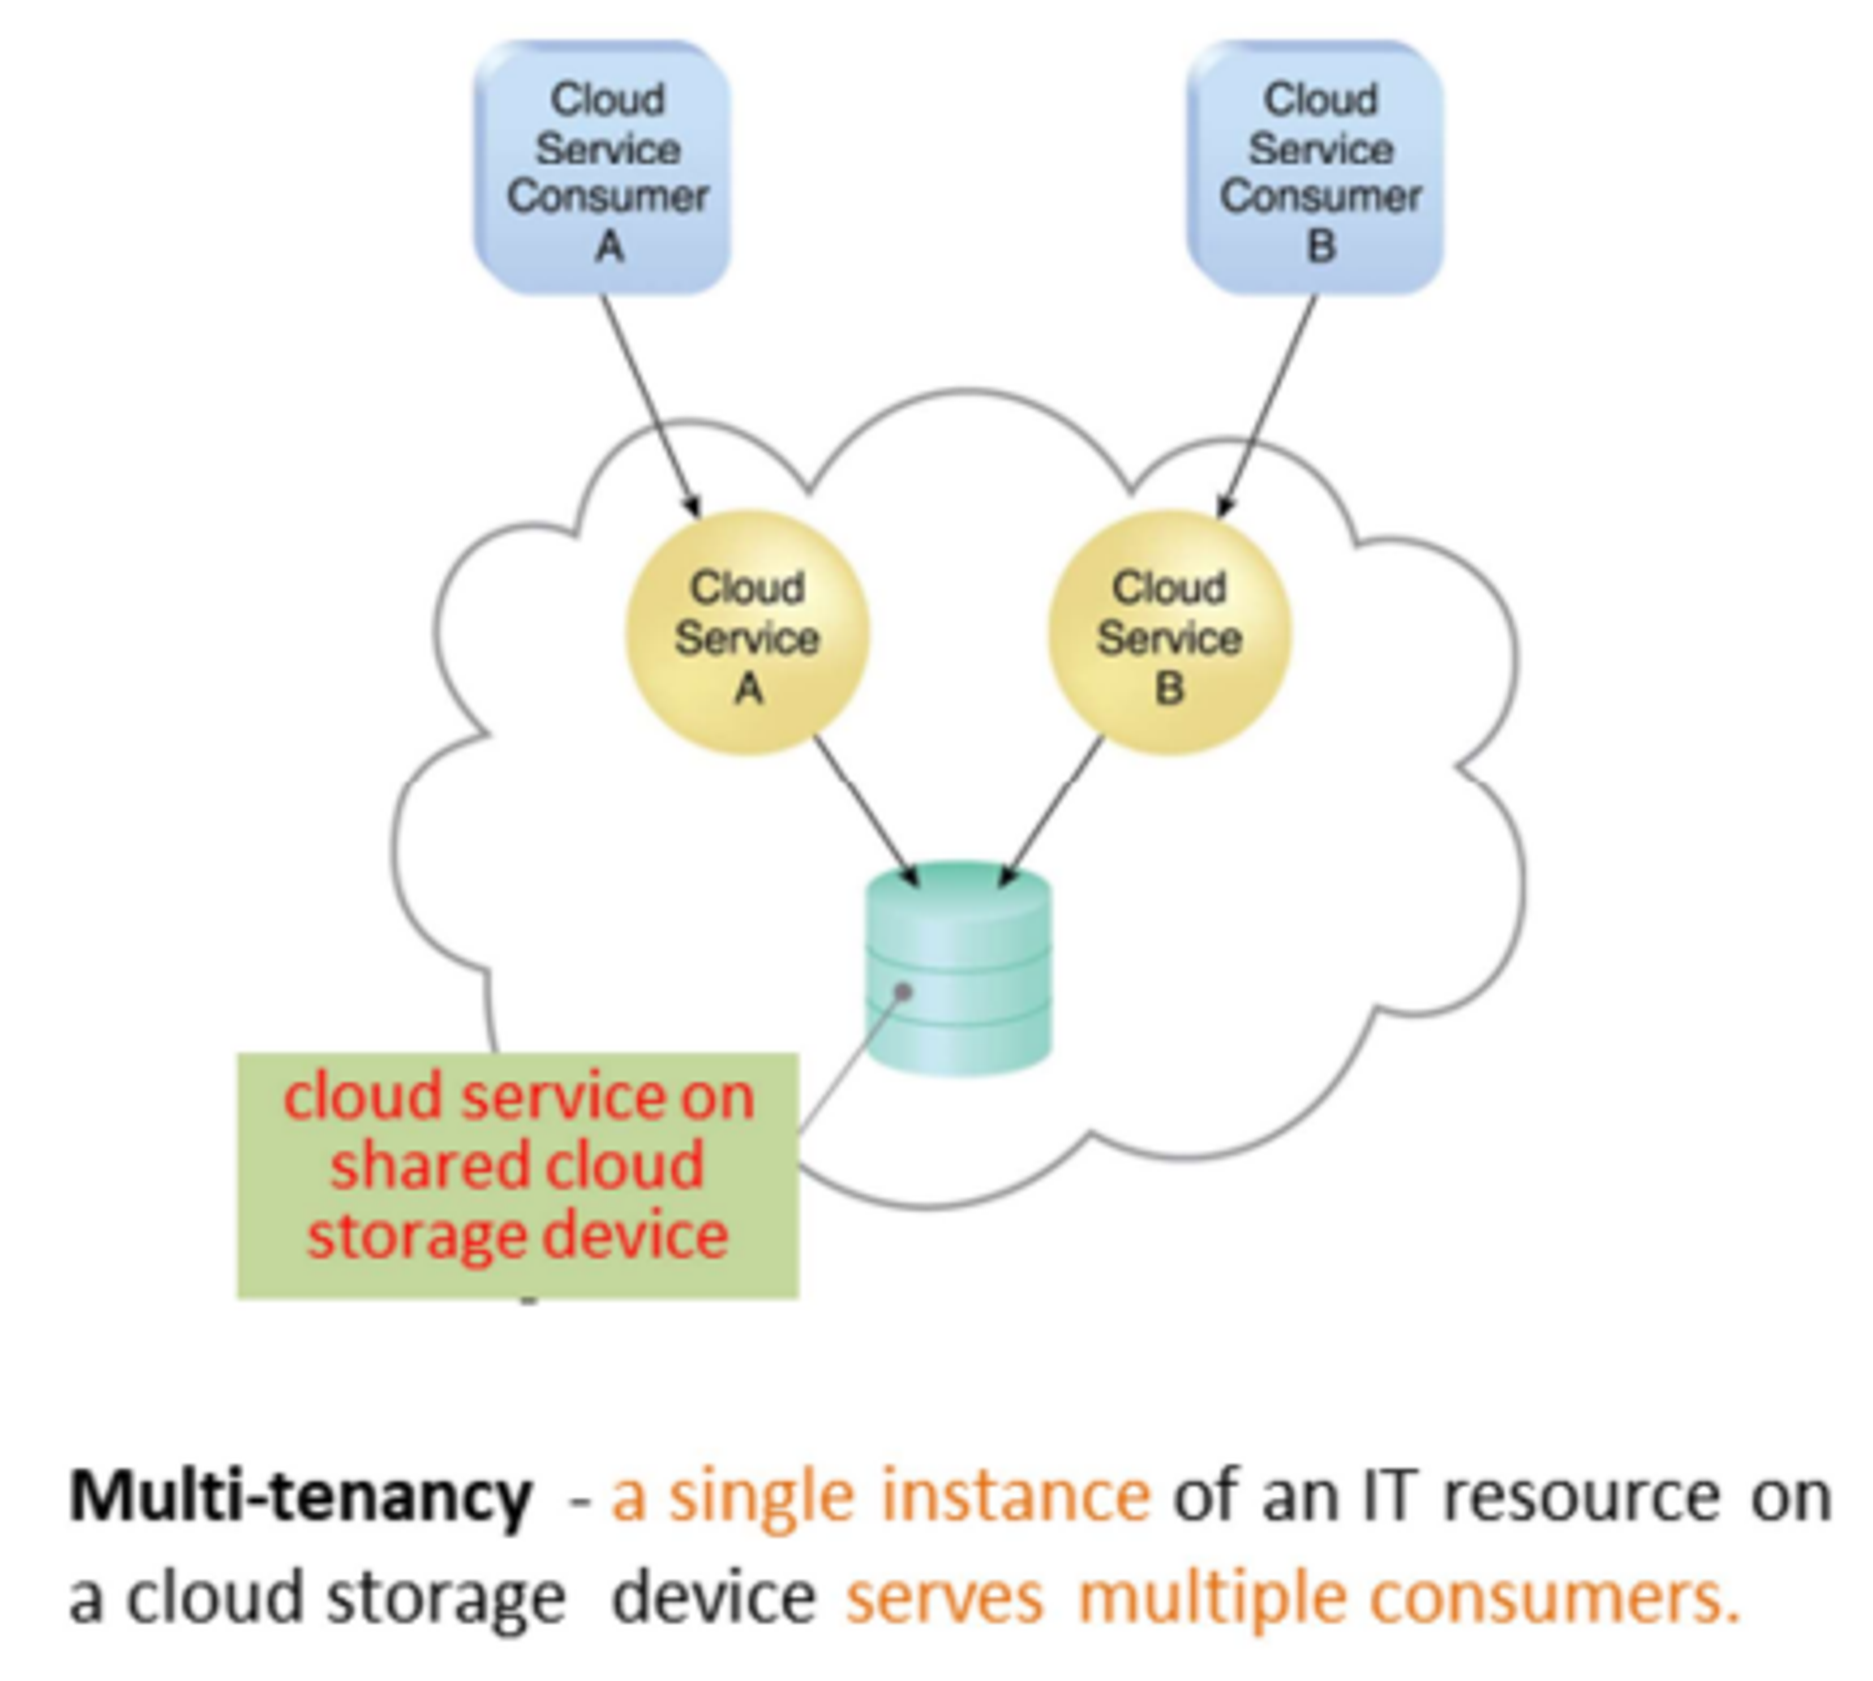 Cloud
Service
Consumer
A
Cloud
Service
Consumer
B
Cloud
Service
A
Cloud
Service
B
cloud service on
shared cloud
storage device
Multi-tenancy - a single instance of an IT resource on
a cloud storage device serves multiple consumers.